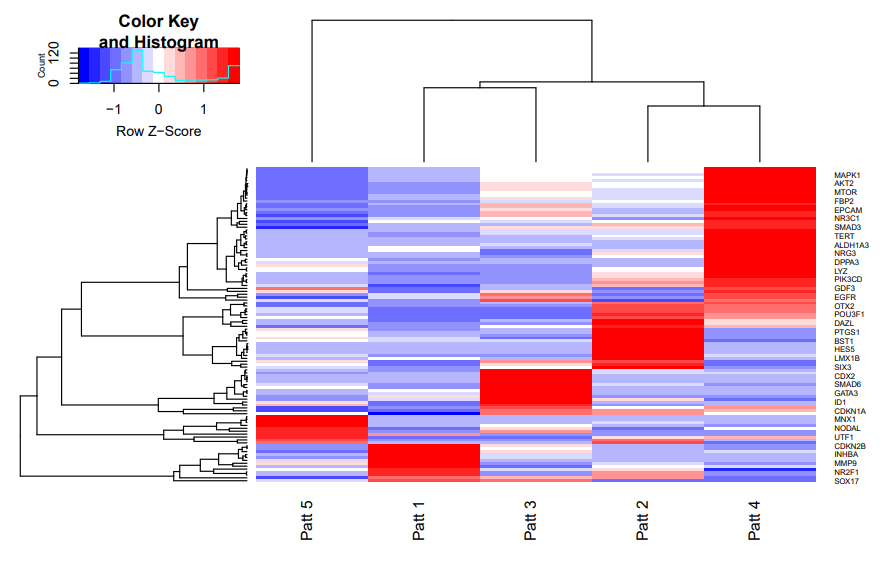 Color Key
and Histogram
Count
0 120
−1 0 1
Row Z−Score
MAPK1
AKT2
MTOR
FBP2
EPCAM
NR3C1
SMAD3
TERT
ALDH1A3
NRG3
DPPA3
LYZ
PIK3CD
GDF3
EGFR
OTX2
POU3F1
DAZL
PTGS1
BST1
HES5
LMX1B
SIX3
CDX2
SMAD6
GATA3
ID1
CDKN1A
MNX1
NODAL
UTF1
CDKN2B
INHBA
MMP9
NR2F1
SOX17
Patt 5 Patt 1 Patt 3 Patt 2 Patt 4